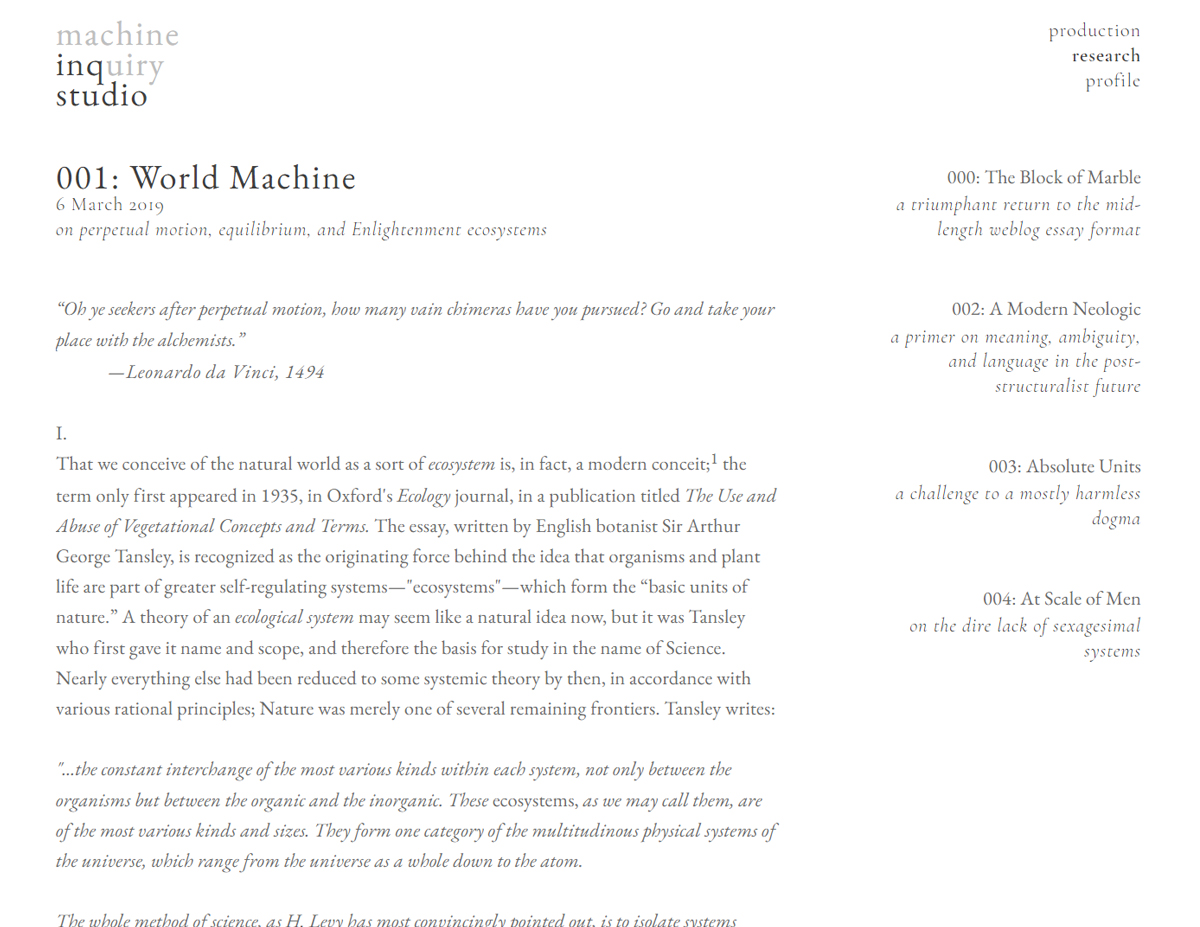 machine
inquiry
studio
production
research
profile
001: World Machine
6 March 2019
on perpetual motion, equilibrium, and Enlightenment ecosystems
“Oh ye seekers after perpetual motion, how many vain chimeras have you pursued? Go and take your
place with the alchemists.”
—Leonardo da Vinci, 1494
I.
That we conceive of the natural world as a sort of ecosystem is, in fact, a modern conceit;1 the
term only first appeared in 1935, in Oxford's Ecology journal, in a publication titled The Use and
Abuse of Vegetational Concepts and Terms. The essay, written by English botanist Sir Arthur
George Tansley, is recognized as the originating force behind the idea that organisms and plant
life are part of greater self-regulating systems—"ecosystems"—which form the “basic units of
nature.” A theory of an ecological system may seem like a natural idea now, but it was Tansley
who first gave it name and scope, and therefore the basis for study in the name of Science.
Nearly everything else had been reduced to some systemic theory by then, in accordance with
various rational principles; Nature was merely one of several remaining frontiers. Tansley writes:
"...the constant interchange of the most various kinds within each system, not only between the
organisms but between the organic and the inorganic. These ecosystems, as we may call them, are
of the most various kinds and sizes. They form one category of the multitudinous physical systems of
the universe, which range from the universe as a whole down to the atom.
The whole method of science, as H. Levy has most convincingly pointed out, is to isolate systems
000: The Block of Marble
a triumphant return to the mid-
length weblog essay format
002: A Modern Neologic
a primer on meaning, ambiguity,
and language in the post-
structuralist future
003: Absolute Units
a challenge to a mostly harmless
dogma
004: At Scale of Men
on the dire lack of sexagesimal
systems